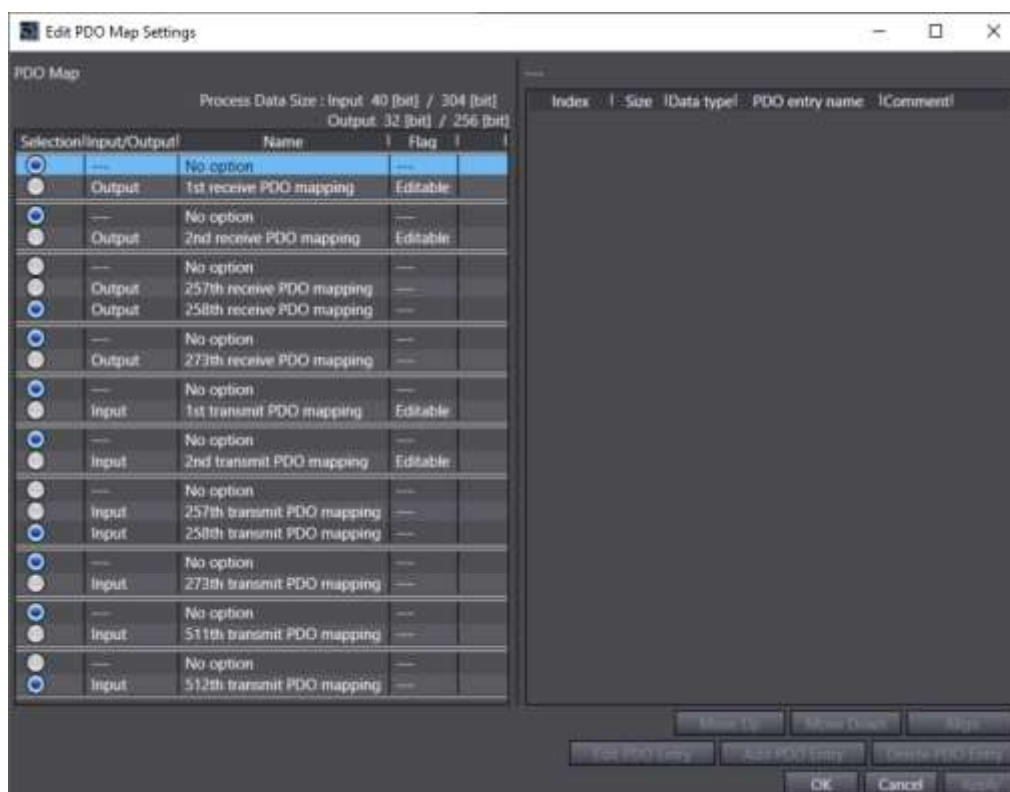 Edit PDO Map Settings
PDO Map
Process Data Size : Input 40 [bit] / 304 [bit]
Output 32 [bit] / 256 [bit]
Selection Input/Output Name Flag
--- No option ---
Output 1st receive PDO mapping Editable
--- No option ---
Output 2nd receive PDO mapping Editable
--- No option ---
Output 257th receive PDO mapping ---
Output 258th receive PDO mapping ---
--- No option ---
Output 273th receive PDO mapping ---
--- No option ---
Input 1st transmit PDO mapping Editable
--- No option ---
Input 2nd transmit PDO mapping Editable
--- No option ---
Input 257th transmit PDO mapping ---
Input 258th transmit PDO mapping ---
--- No option ---
Input 273th transmit PDO mapping ---
--- No option ---
Input 511th transmit PDO mapping ---
--- No option ---
Input 512th transmit PDO mapping ---
---
Index Size Data type PDO entry name Comment
Move Up Move Down Align
Edit PDO Entry Add PDO Entry Delete PDO Entry
OK Cancel Apply